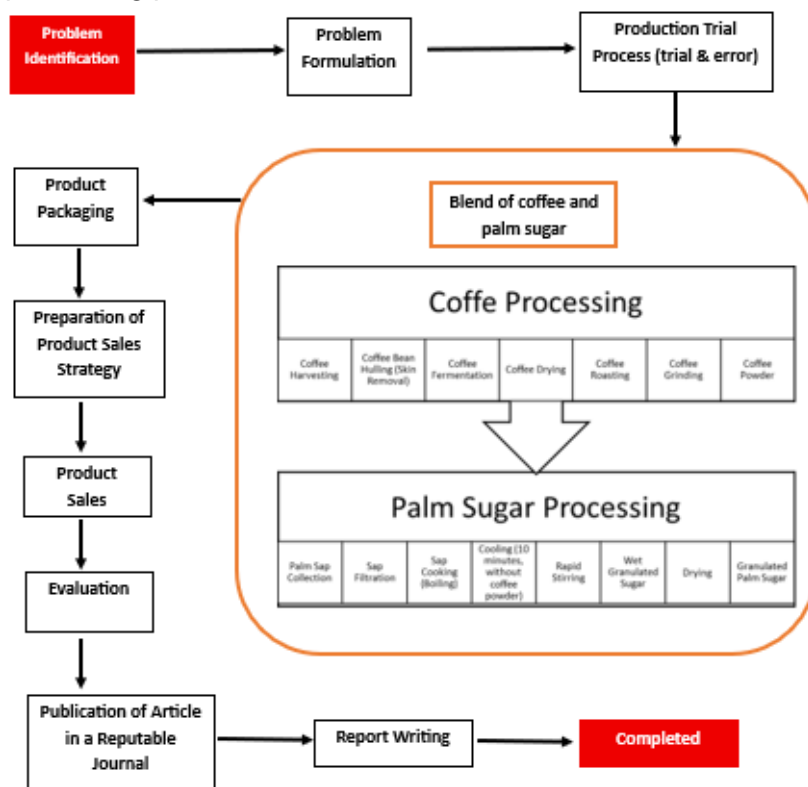 Problem
Identification
Problem
Formulation
Production Trial
Process (trial & error)
Blend of coffee and
palm sugar
Coffe Processing
Coffee
Harvesting
Coffee Bean
Hulling (Skin
Removal)
Coffee
Fermentation
Coffee Drying
Coffee
Roasting
Coffee
Grinding
Coffee
Powder
Palm Sugar Processing
Palm Sap
Collection
Sap
Filtration
Sap
Cooking
(Boiling)
Cooling (10
minutes,
without
coffee
powder)
Rapid
Stirring
Wet
Granulated
Sugar
Drying
Granulated
Palm Sugar
Product
Packaging
Preparation of
Product Sales
Strategy
Product
Sales
Evaluation
Publication of Article
in a Reputable
Journal
Report Writing
Completed